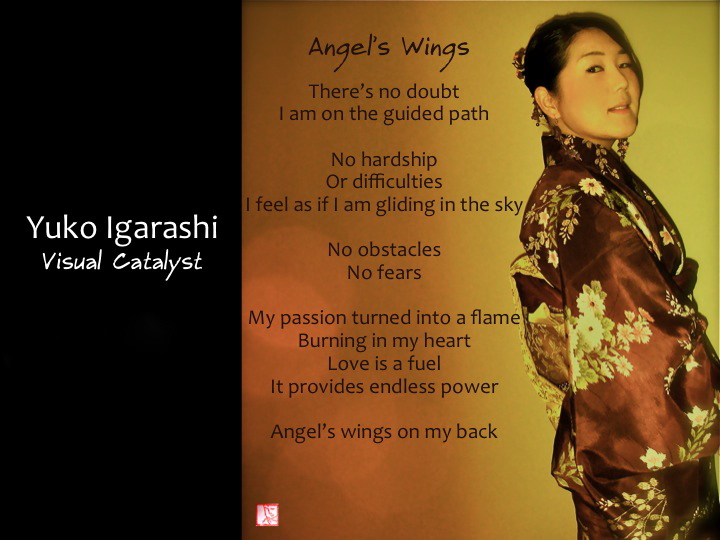 Yuko Igarashi
Visual Catalyst
Angel's Wings
There's no doubt
I am on the guided path
No hardship
Or difficulties
I feel as if I am gliding in the sky
No obstacles
No fears
My passion turned into a flame
Burning in my heart
Love is a fuel
It provides endless power
Angel's wings on my back